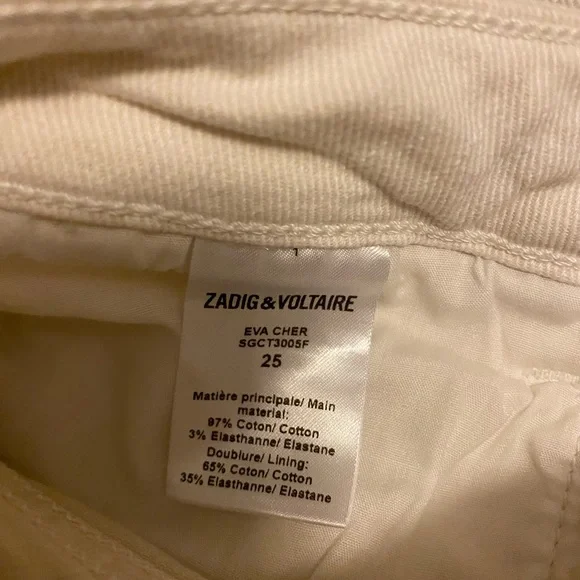 ZADIG & VOLTAIRE
EVA CHER
SGCT3005F
25
Matière principale/ Main
material:
97% Coton/ Cotton
3% Elasthanne/ Elastane
Doublure/ Lining:
65% Coton/ Cotton
35% Elasthanne/ Elastane